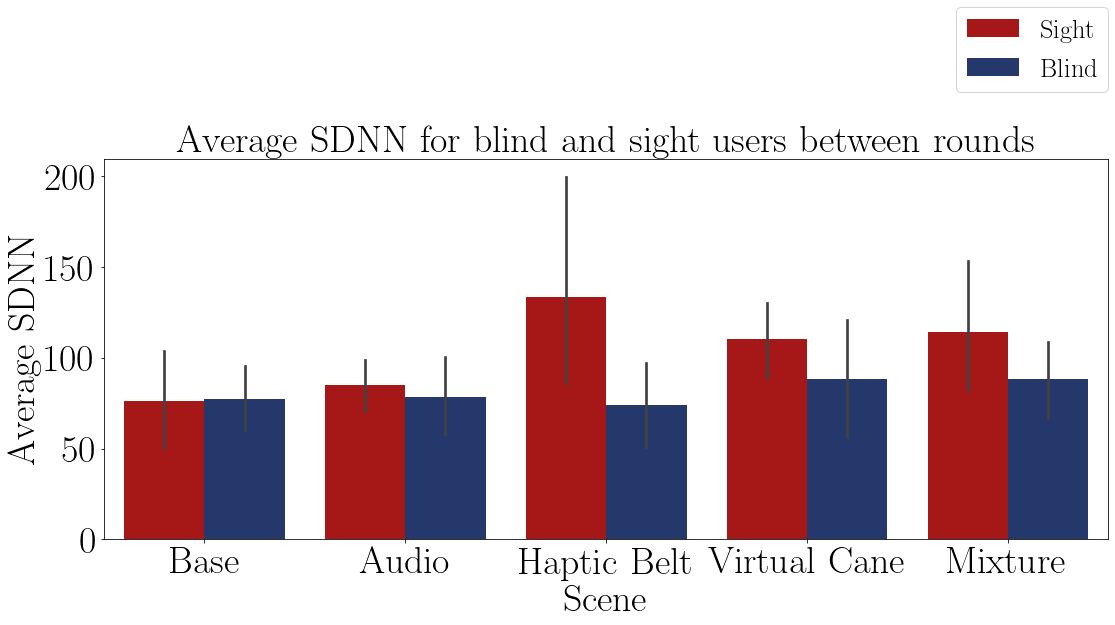 Sight
Blind
Average SDNN for blind and sight users between rounds
Average SDNN
200
150
100
50
0
Base Audio Haptic Belt Virtual Cane Mixture
Scene